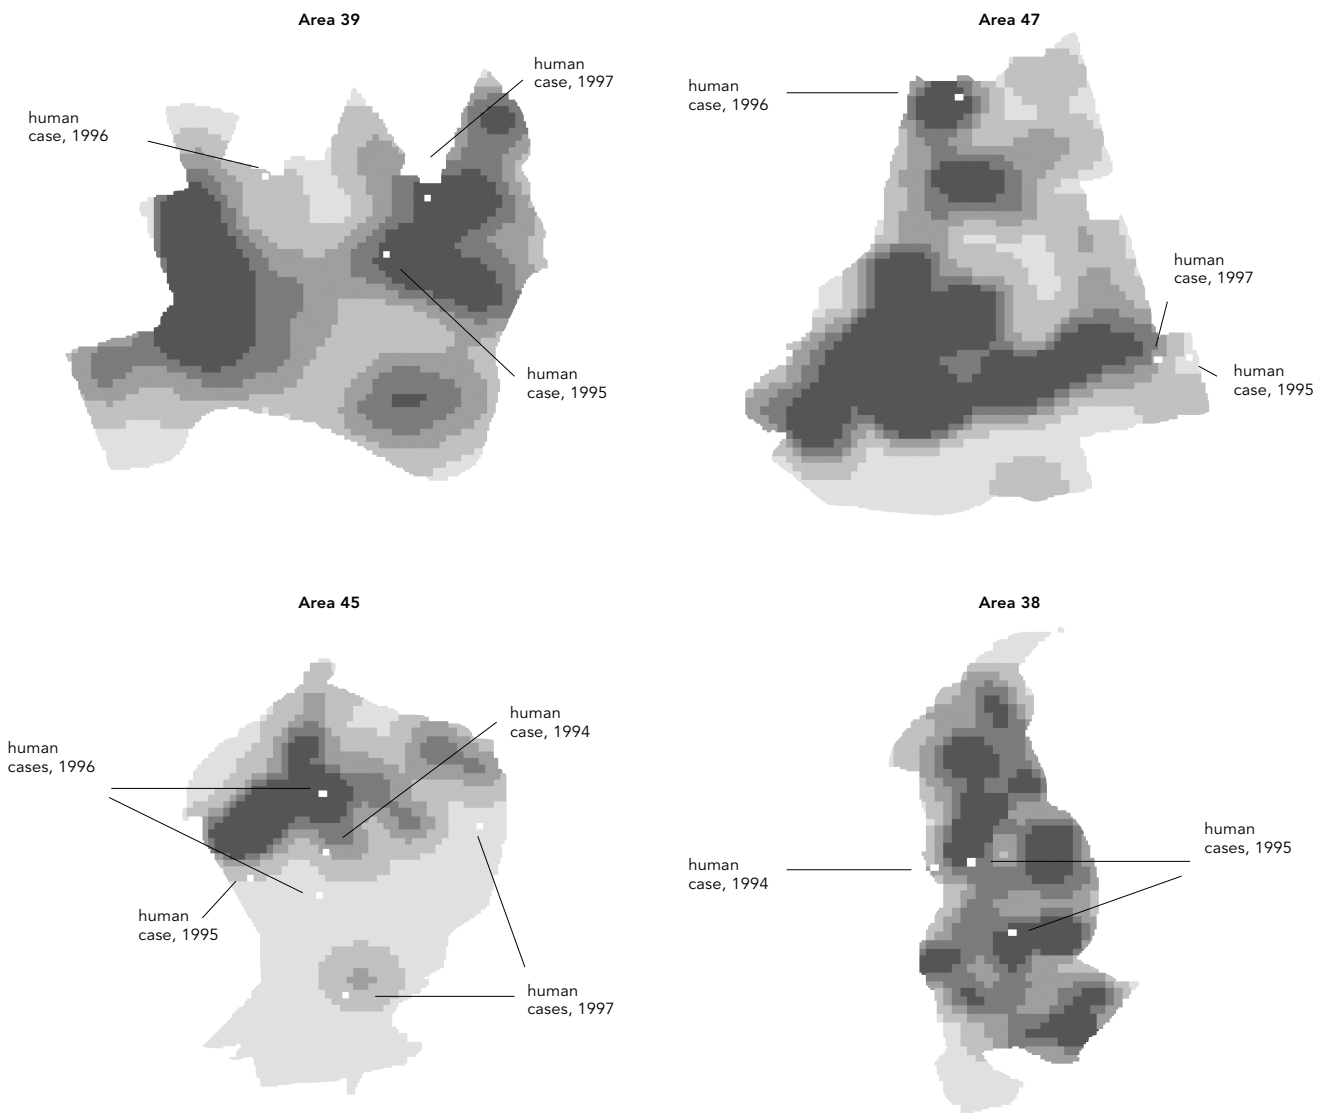 Area 39
Area 47
human
case, 1997
human
case, 1996
human
case, 1995
human
case, 1996
human
case, 1997
human
case, 1995
Area 45
Area 38
human
case, 1994
human
cases, 1996
human
case, 1995
human
cases, 1997
human
cases, 1995
human
case, 1994